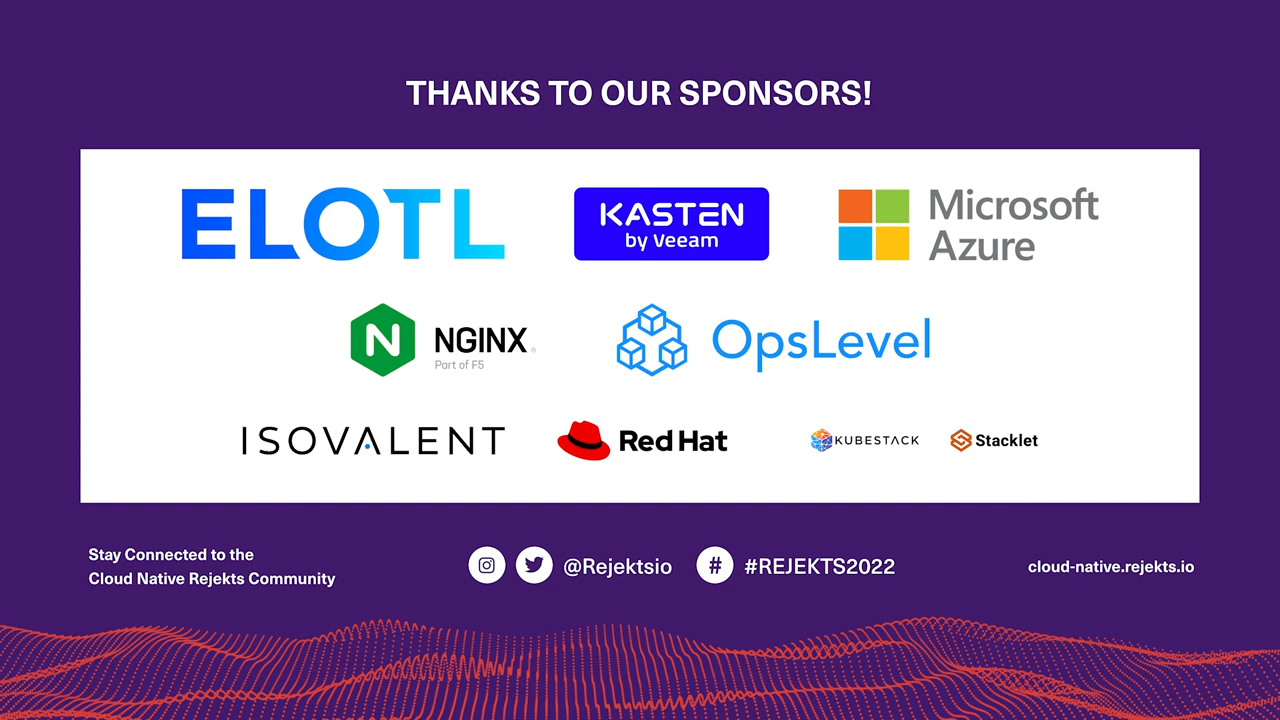 THANKS TO OUR SPONSORS!
ELOTL
KASTEN
by Veeam
Microsoft
Azure
N
NGINX
Part of F5
OpsLevel
ISOVALENT
Red Hat
KUBESTACK
Stacklet
Stay Connected to the
Cloud Native Rejekts Community
@Rejektsio
# #REJEKTS2022
cloud-native.rejekts.io